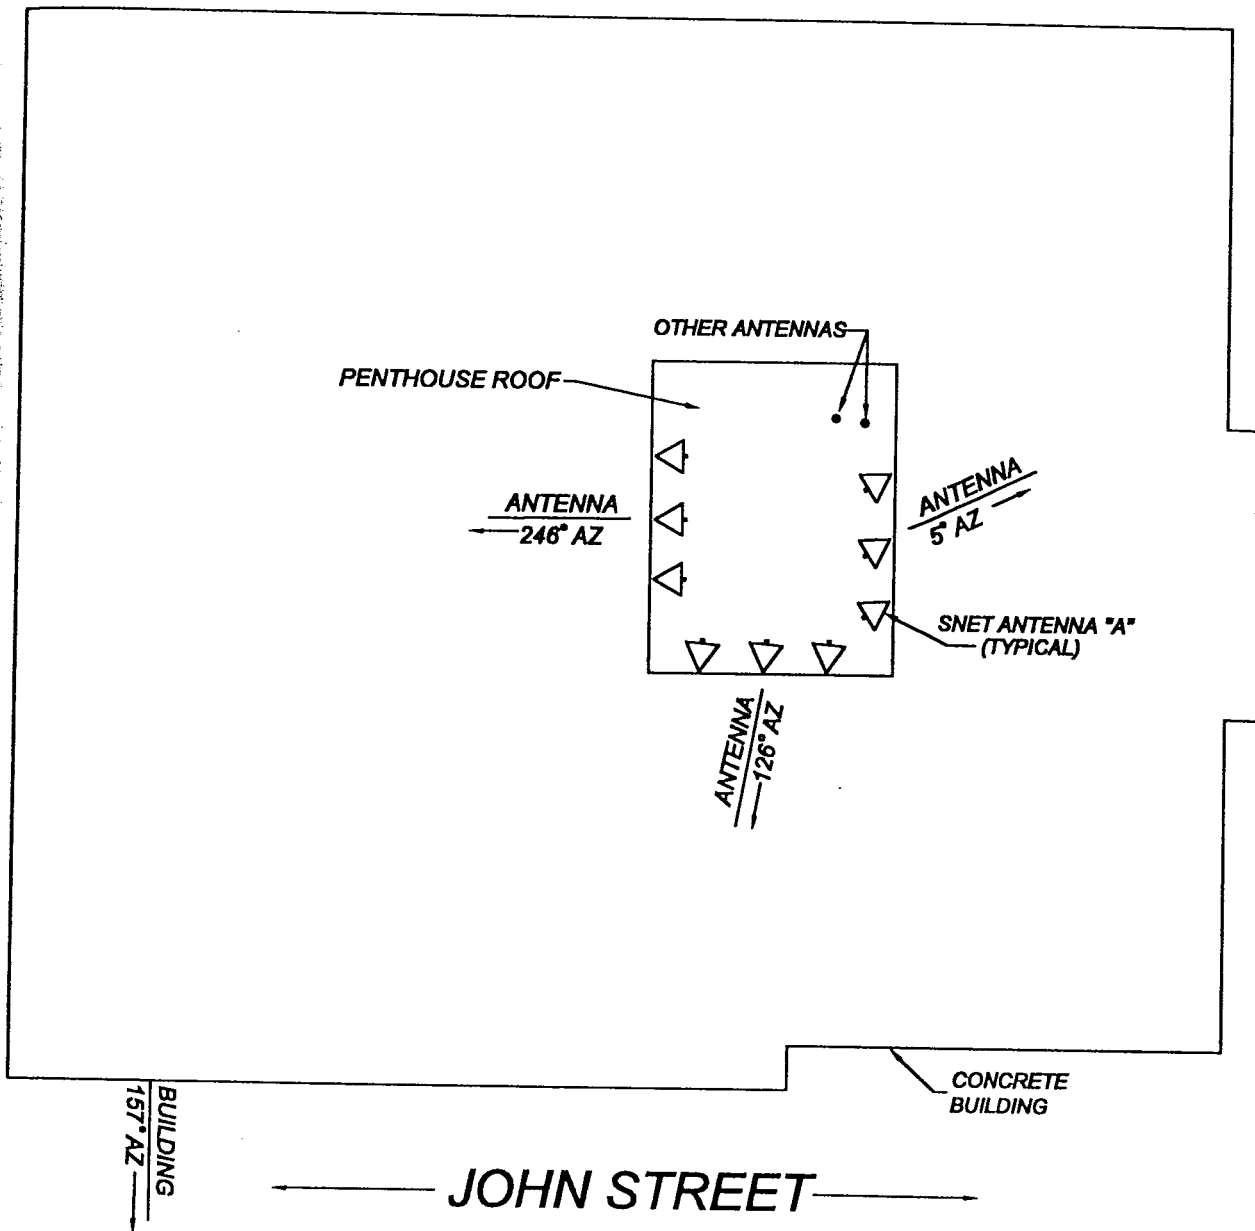 OTHER ANTENNAS
PENTHOUSE ROOF
ANTENNA
246° AZ
ANTENNA
5° AZ
SNET ANTENNA "A"
(TYPICAL)
ANTENNA
126° AZ
CONCRETE
BUILDING
BUILDING
157° AZ
JOHN STREET